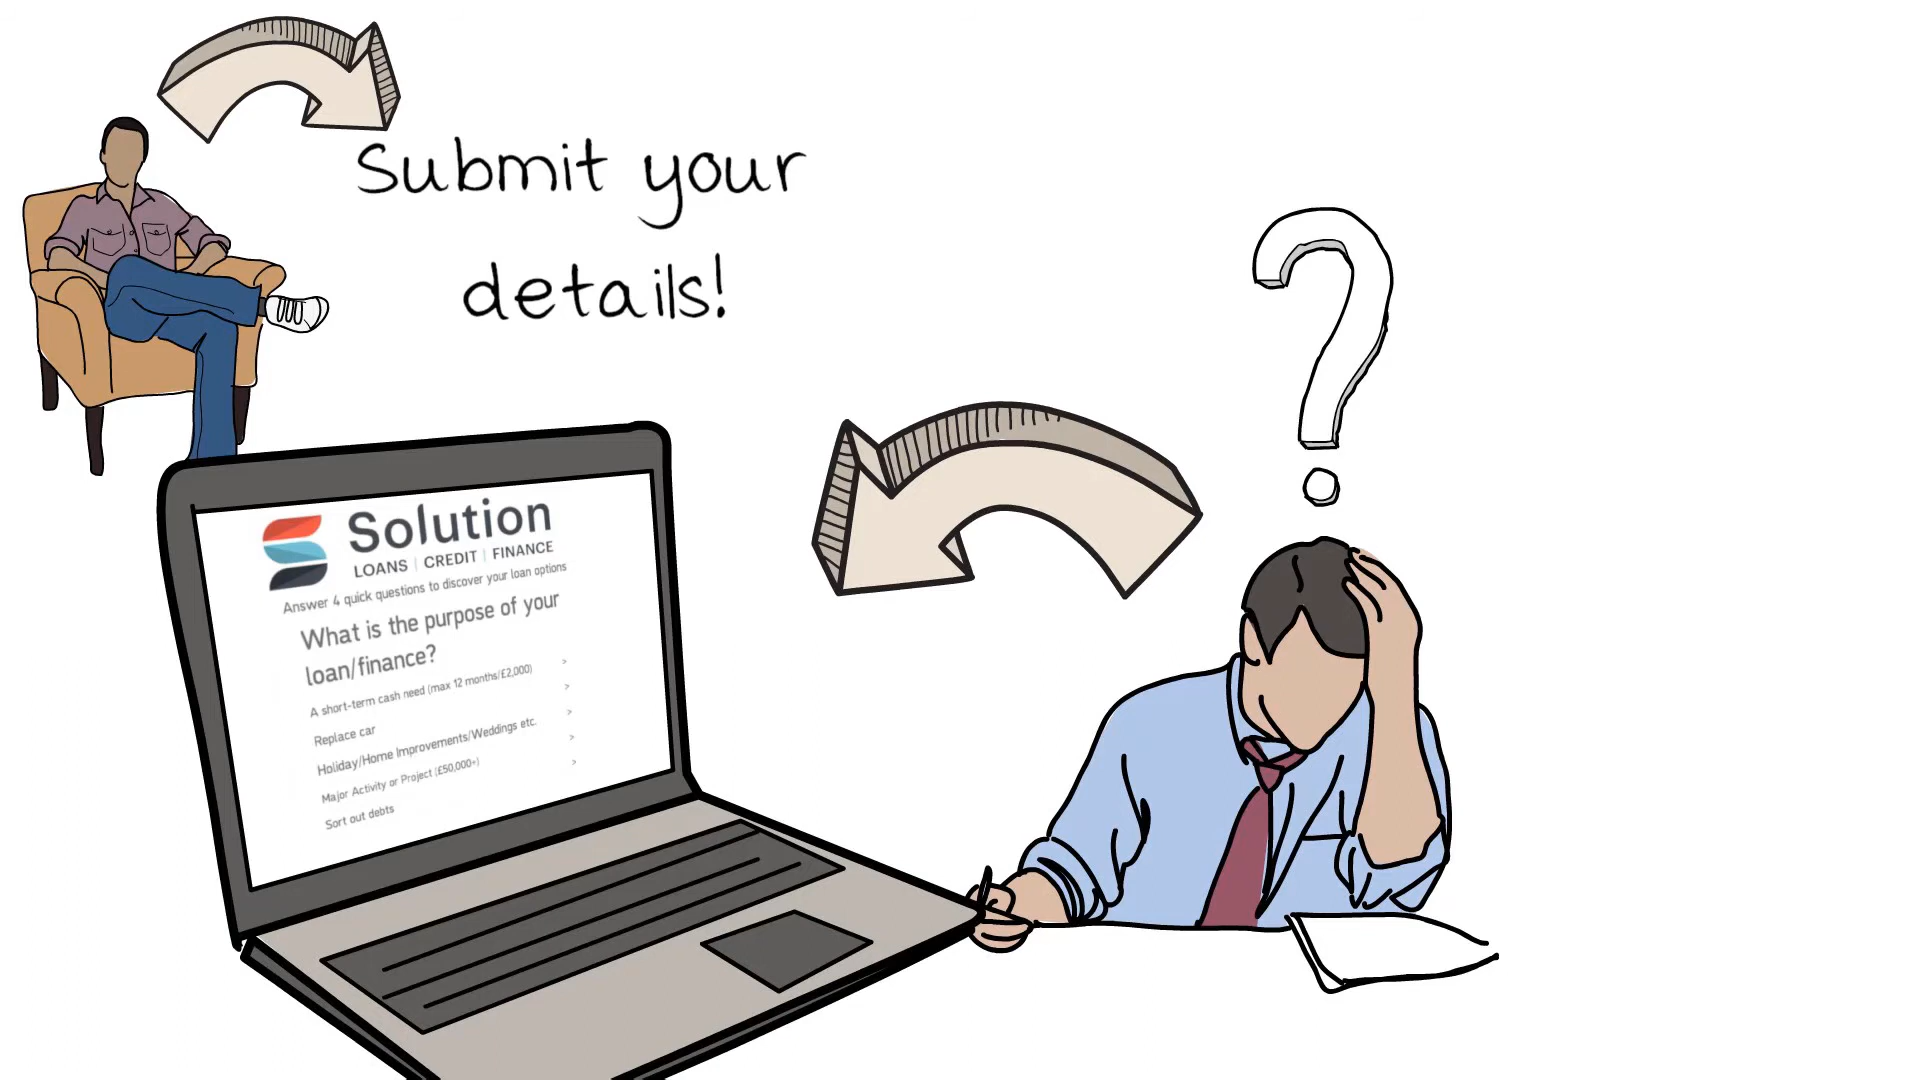 Submit your
details!
Solution
LOANS | CREDIT | FINANCE
Answer 4 quick questions to discover your loan options
What is the purpose of your
loan/finance?
A short-term cash need (max 12 months/£2,000) >
Replace car >
Holiday/Home Improvements/Weddings etc. >
Major Activity or Project (£50,000+) >
Sort out debts >
?